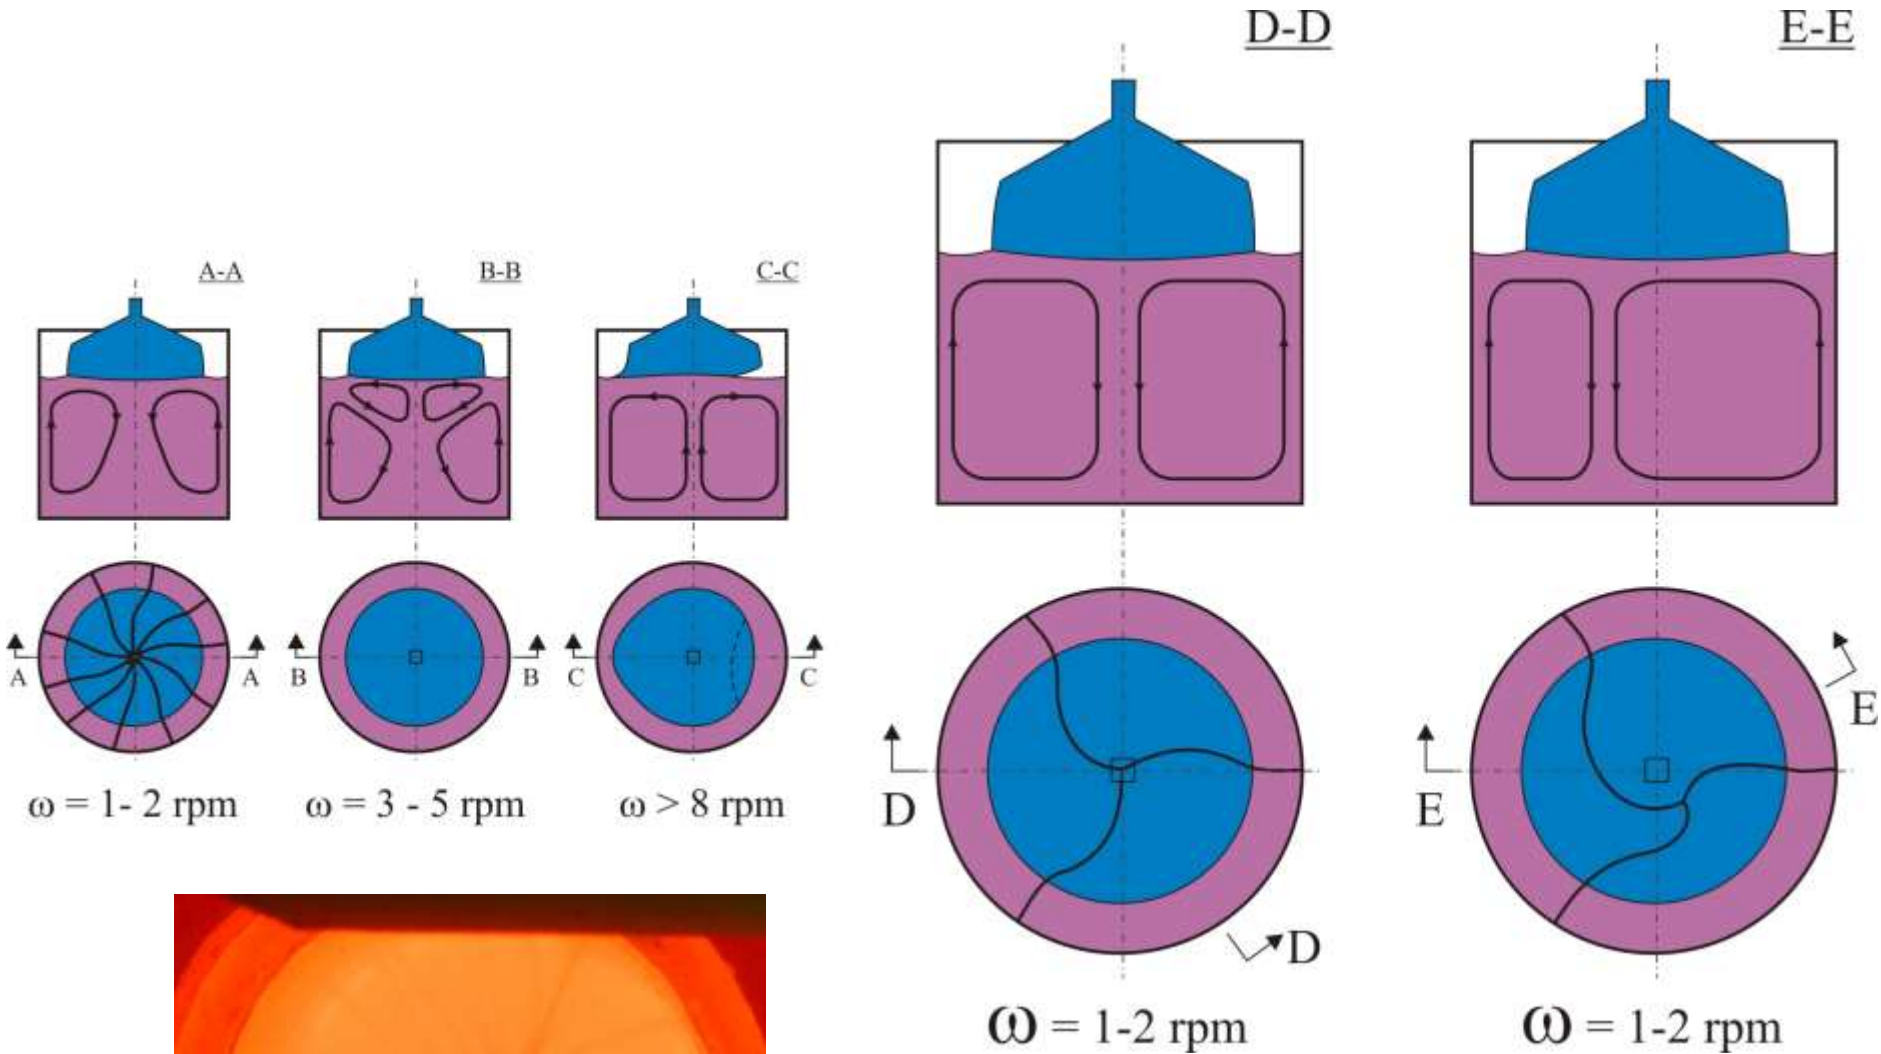 D-D
E-E
A-A
B-B
C-C
A
A
B
B
C
C
E
E
D
D
ω = 1- 2 rpm
ω = 3 - 5 rpm
ω > 8 rpm
ω = 1-2 rpm
ω = 1-2 rpm